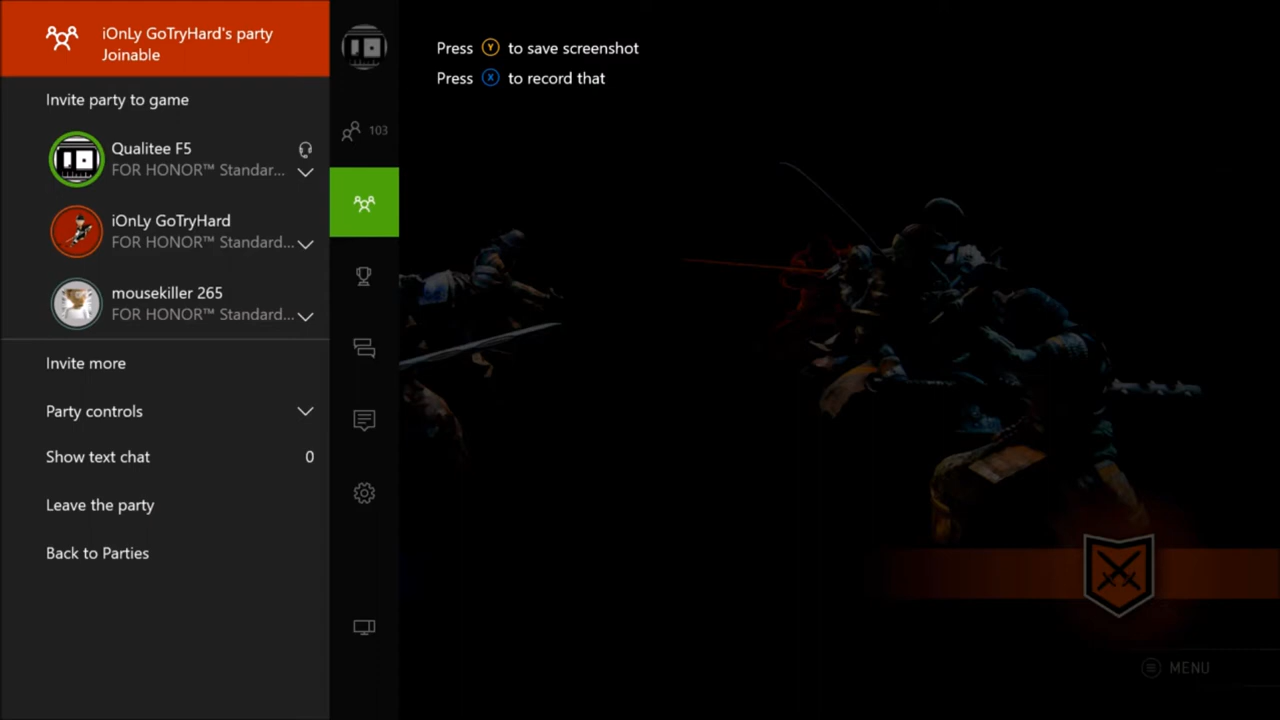 iOnLy GoTryHard's party
Joinable
Invite party to game
Qualitee F5
FOR HONOR™ Standar...
iOnLy GoTryHard
FOR HONOR™ Standard...
mousekiller 265
FOR HONOR™ Standard...
Invite more
Party controls
Show text chat 0
Leave the party
Back to Parties
103
Press Y to save screenshot
Press X to record that
MENU